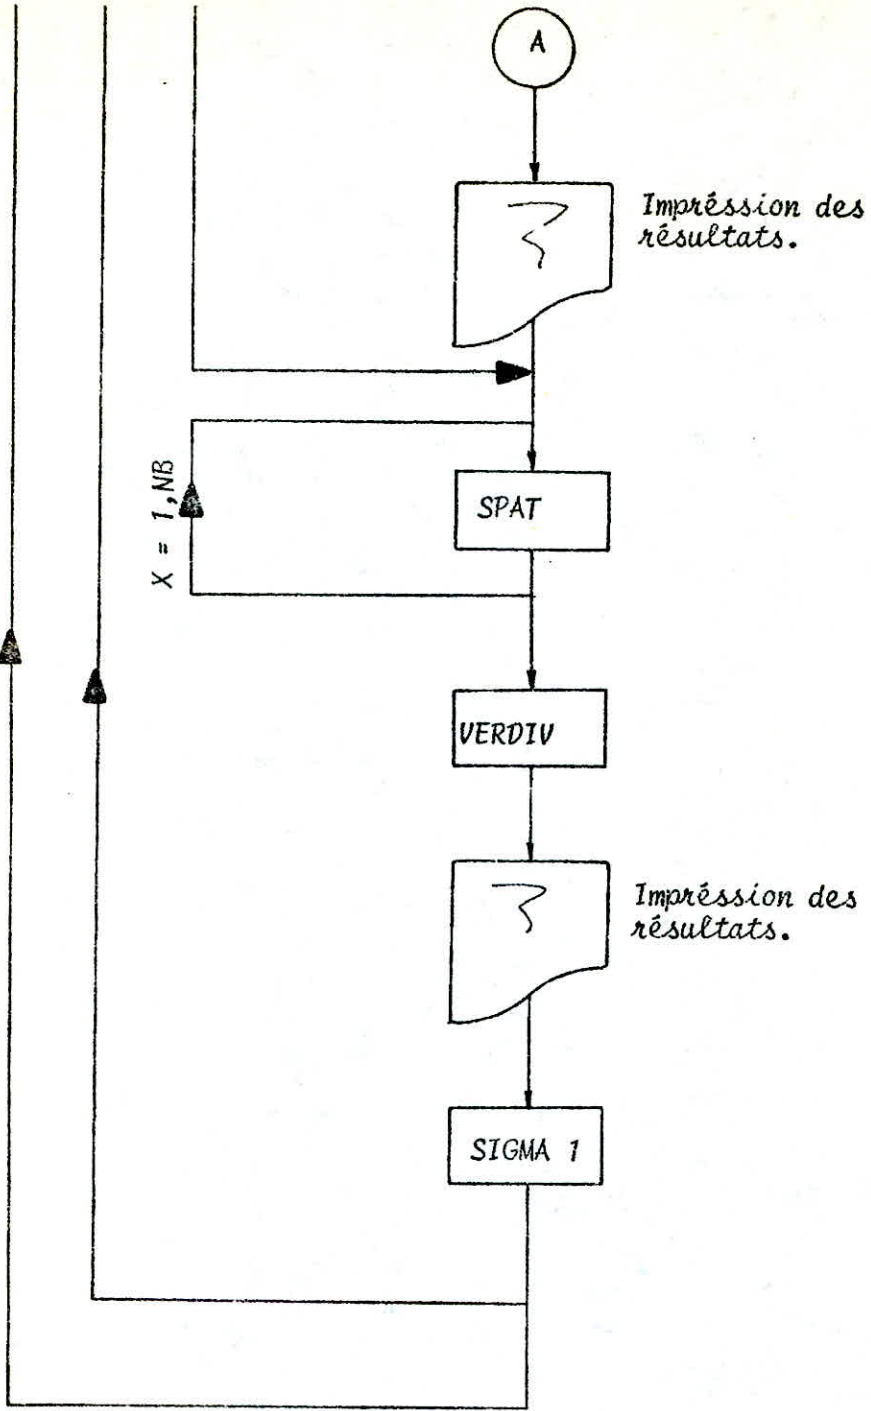 A
Impréssion des
résultats.
X = 1,NB
SPAT
VERDIV
Impréssion des
résultats.
SIGMA 1